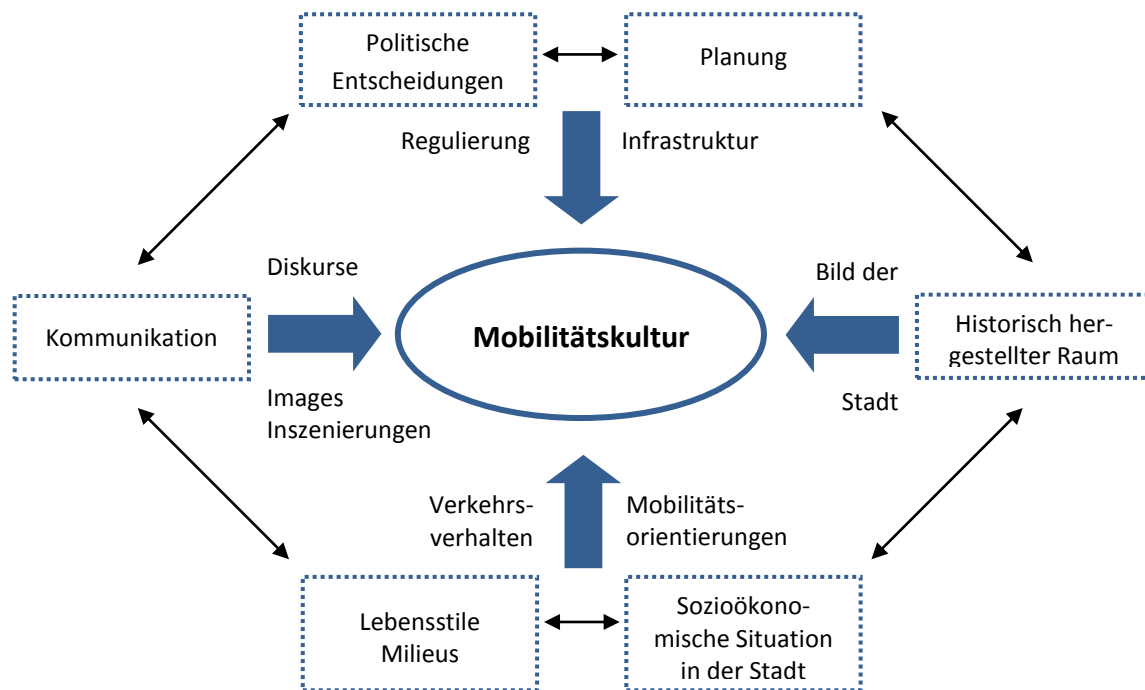 Politische
Entscheidungen
Planung
Regulierung
Infrastruktur
Diskurse
Bild der
Kommunikation
Mobilitätskultur
Historisch her-
gestellter Raum
Images
Inszenierungen
Stadt
Verkehrs-
verhalten
Mobilitäts-
orientierungen
Lebensstile
Milieus
Sozioökono-
mische Situation
in der Stadt